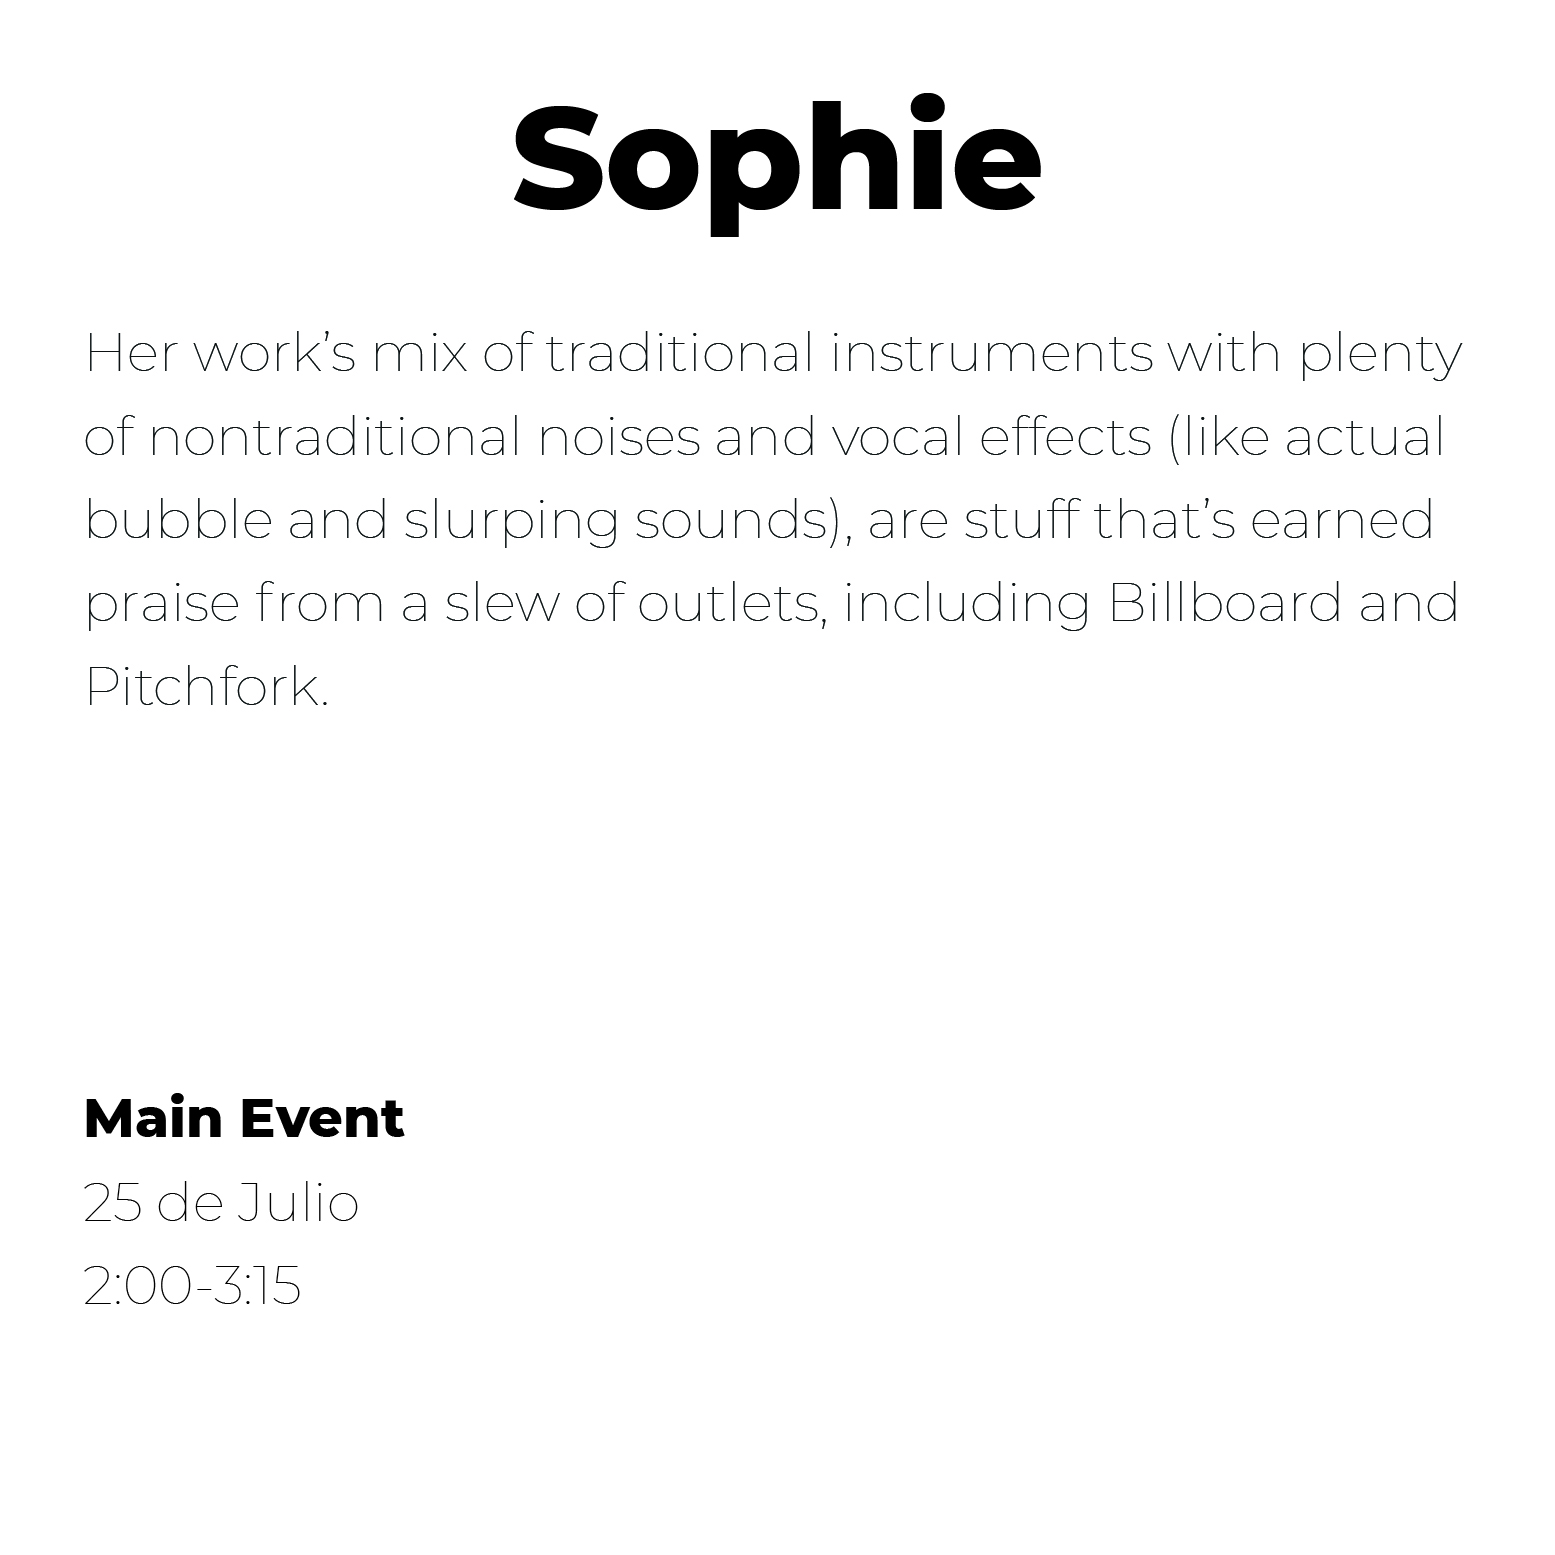 Sophie
Her work’s mix of traditional instruments with plenty
of nontraditional noises and vocal effects (like actual
bubble and slurping sounds), are stuff that’s earned
praise from a slew of outlets, including Billboard and
Pitchfork.
Main Event
25 de Julio
2:00-3:15